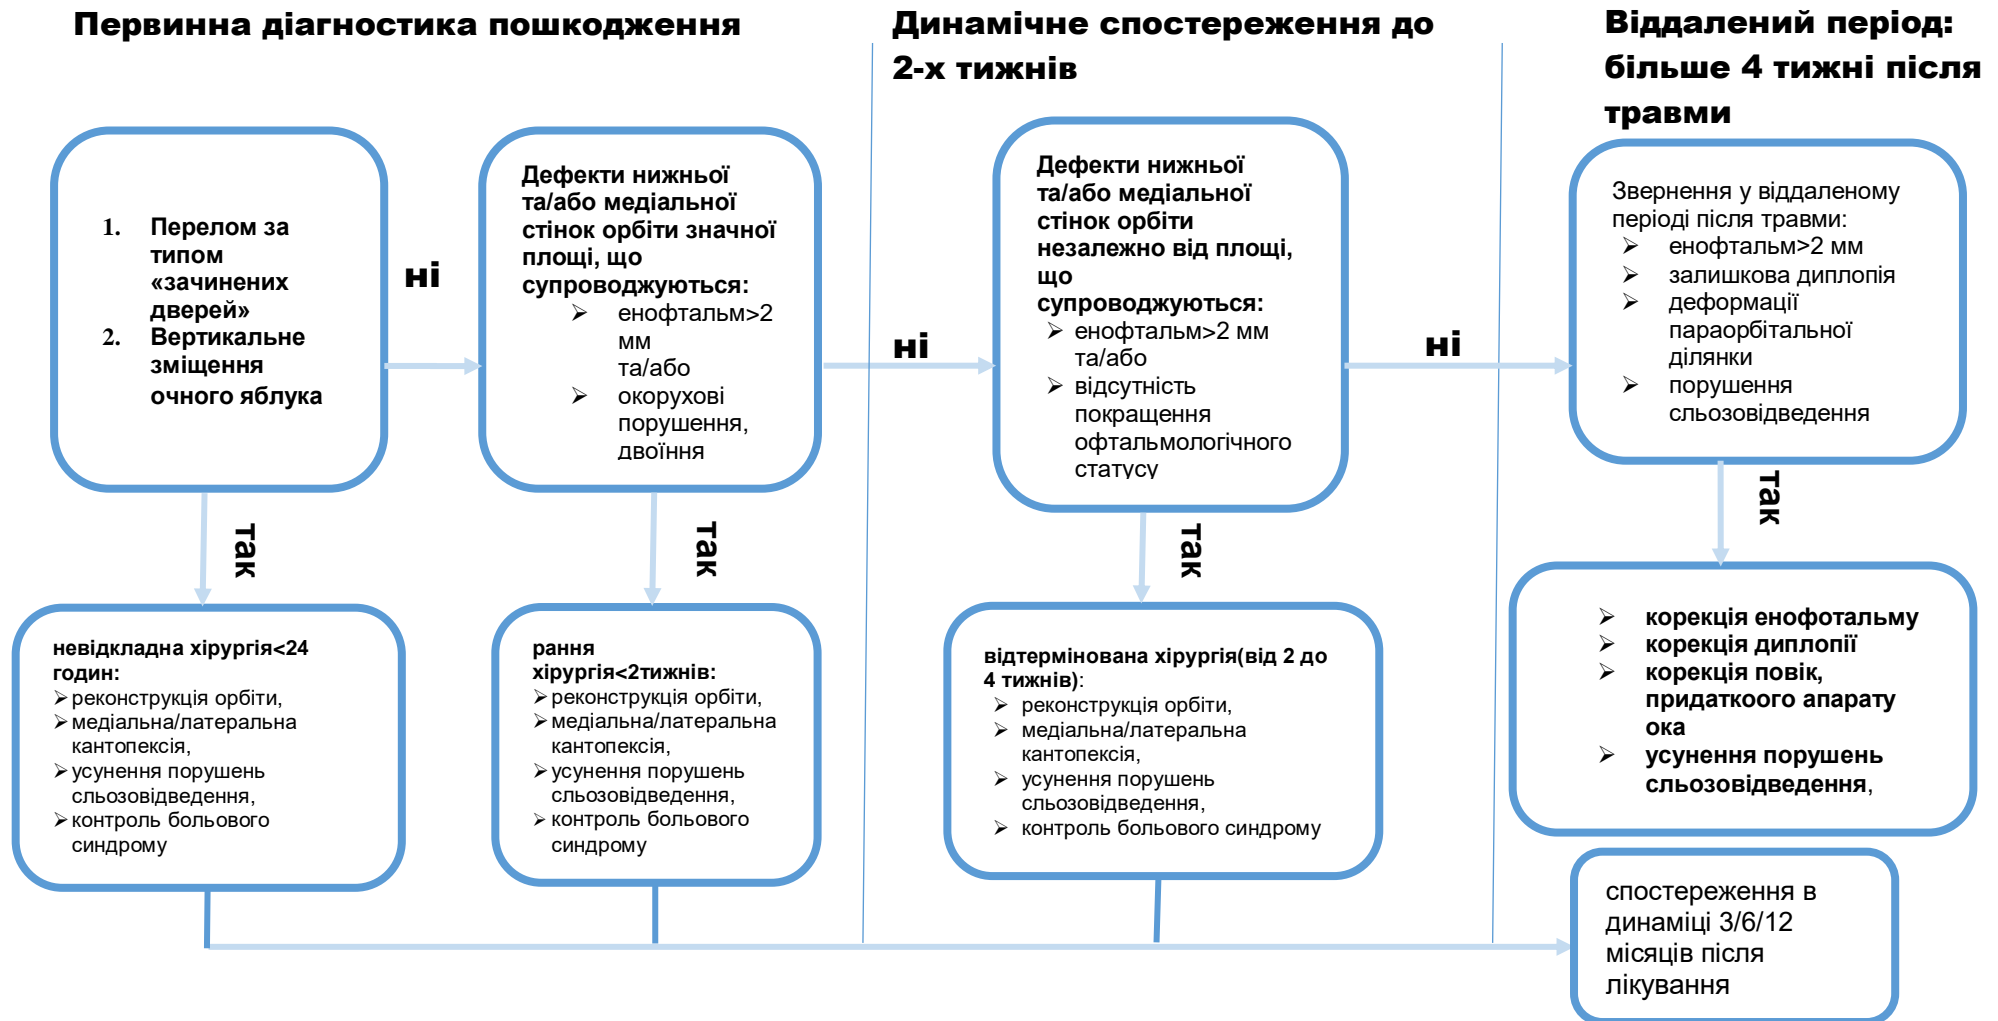 Первинна діагностика пошкодження
Динамічне спостереження до
2-х тижнів
Віддалений період:
більше 4 тижні після
травми
1. Перелом за
типом
«зачинених
дверей»
2. Вертикальне
зміщення
очного яблука
ні
Дефекти нижньої
та/або медіальної
стінок орбіти значної
площі, що
супроводжуються:
➢ енофтальм>2
мм
та/або
➢ окорухові
порушення,
двоїння
ні
Дефекти нижньої
та/або медіальної
стінок орбіти
незалежно від площі,
що
супроводжуються:
➢ енофтальм>2 мм
та/або
➢ відсутність
покращення
офтальмологічного
статусу
ні
Звернення у віддаленому
періоді після травми:
➢ енофтальм>2 мм
➢ залишкова диплопія
➢ деформації
параорбітальної
ділянки
➢ порушення
сльозовідведення
так
так
так
так
невідкладна хірургія<24
годин:
➢ реконструкція орбіти,
➢ медіальна/латеральна
кантопексія,
➢ усунення порушень
сльозовідведення,
➢ контроль больового
синдрому
рання
хірургія<2тижнів:
➢ реконструкція орбіти,
➢ медіальна/латеральна
кантопексія,
➢ усунення порушень
сльозовідведення,
➢ контроль больового
синдрому
відтермінована хірургія(від 2 до
4 тижнів):
➢ реконструкція орбіти,
➢ медіальна/латеральна
кантопексія,
➢ усунення порушень
сльозовідведення,
➢ контроль больового синдрому
➢ корекція енофотальму
➢ корекція диплопії
➢ корекція повік,
придаткоого апарату
ока
➢ усунення порушень
сльозовідведення,
спостереження в
динаміці 3/6/12
місяців після
лікування